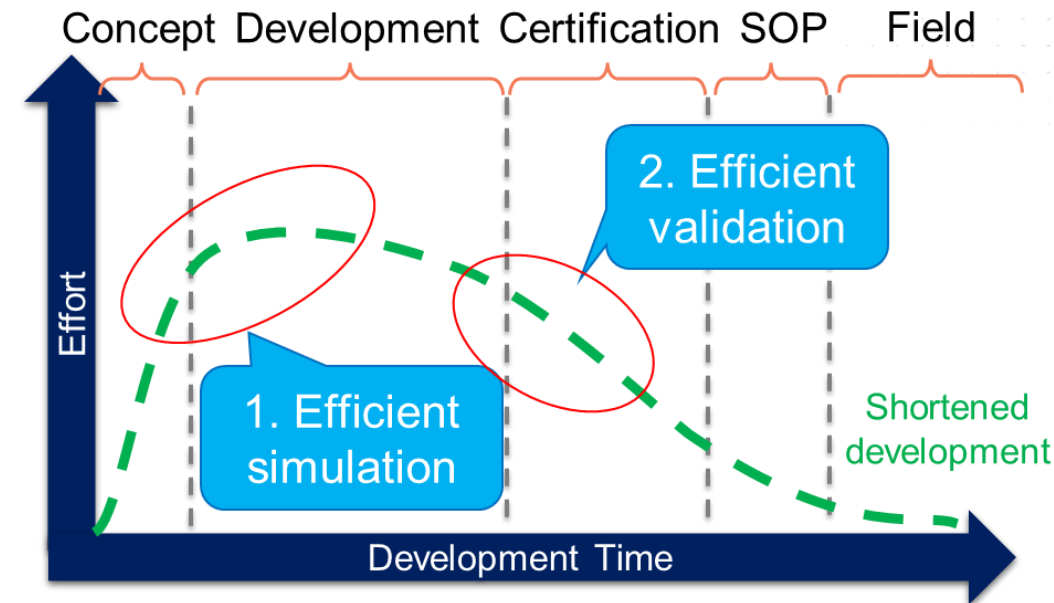 Concept Development Certification SOP Field
2. Efficient
validation
Effort
1. Efficient
simulation
Shortened
development
Development Time